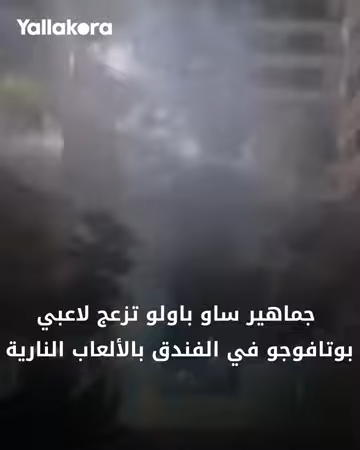 Yallakora
جماهير ساو باولو تزعج لاعبي
بوتافوجو في الفندق بالألعاب النارية